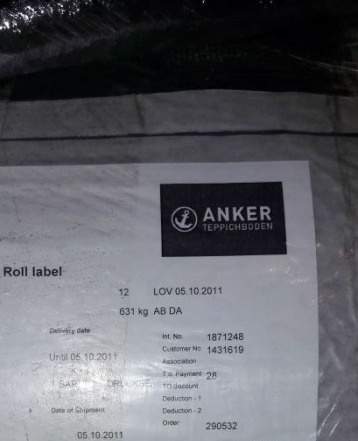 ANKER
TEPPICHBODEN
Roll label
12 LOV 05.10.2011
631 kg AB DA
Delivery date
Int. No. 1871248
Customer No 1431619
Until 05.10.2011
Association
Payment 28
TO discount
Deduction - 1
Deduction - 2
Date of Shipment
Order 290532
05.10.2011